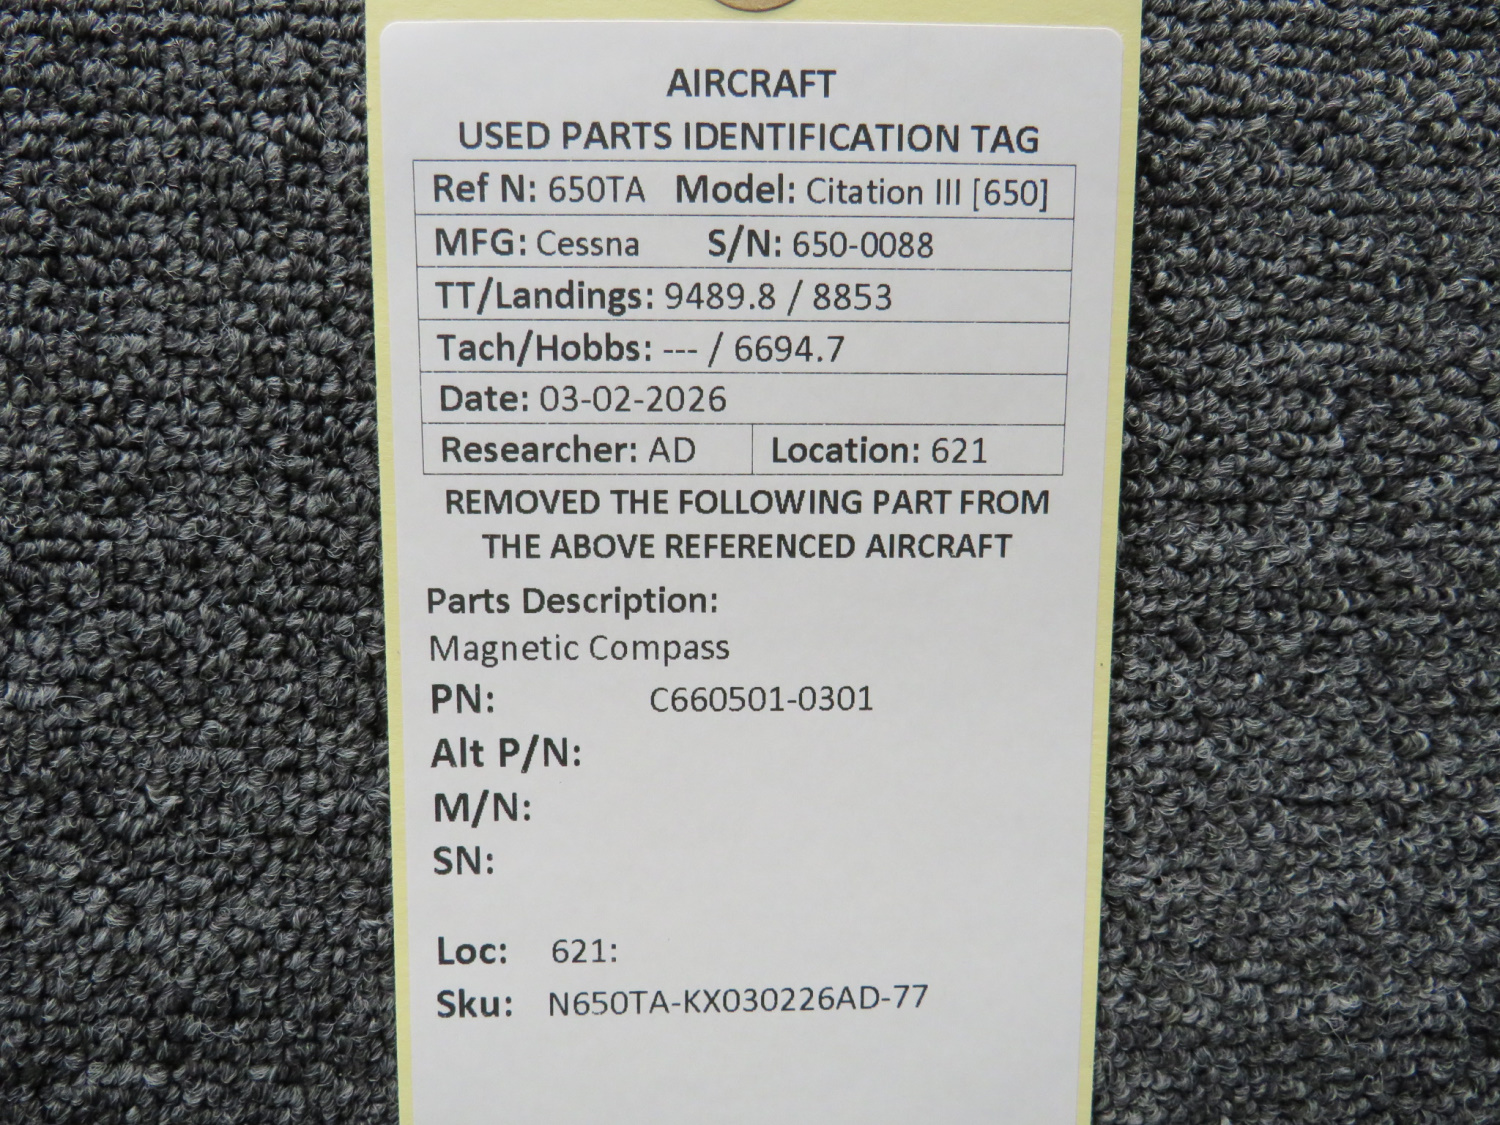 AIRCRAFT
USED PARTS IDENTIFICATION TAG
Ref N: 650TA Model: Citation III [650]
MFG: Cessna S/N: 650-0088
TT/Landings: 9489.8 / 8853
Tach/Hobbs: --- / 6694.7
Date: 03-02-2026
Researcher: AD Location: 621
REMOVED THE FOLLOWING PART FROM
THE ABOVE REFERENCED AIRCRAFT
Parts Description:
Magnetic Compass
PN: C660501-0301
Alt P/N:
M/N:
SN:
Loc: 621:
Sku: N650TA-KX030226AD-77